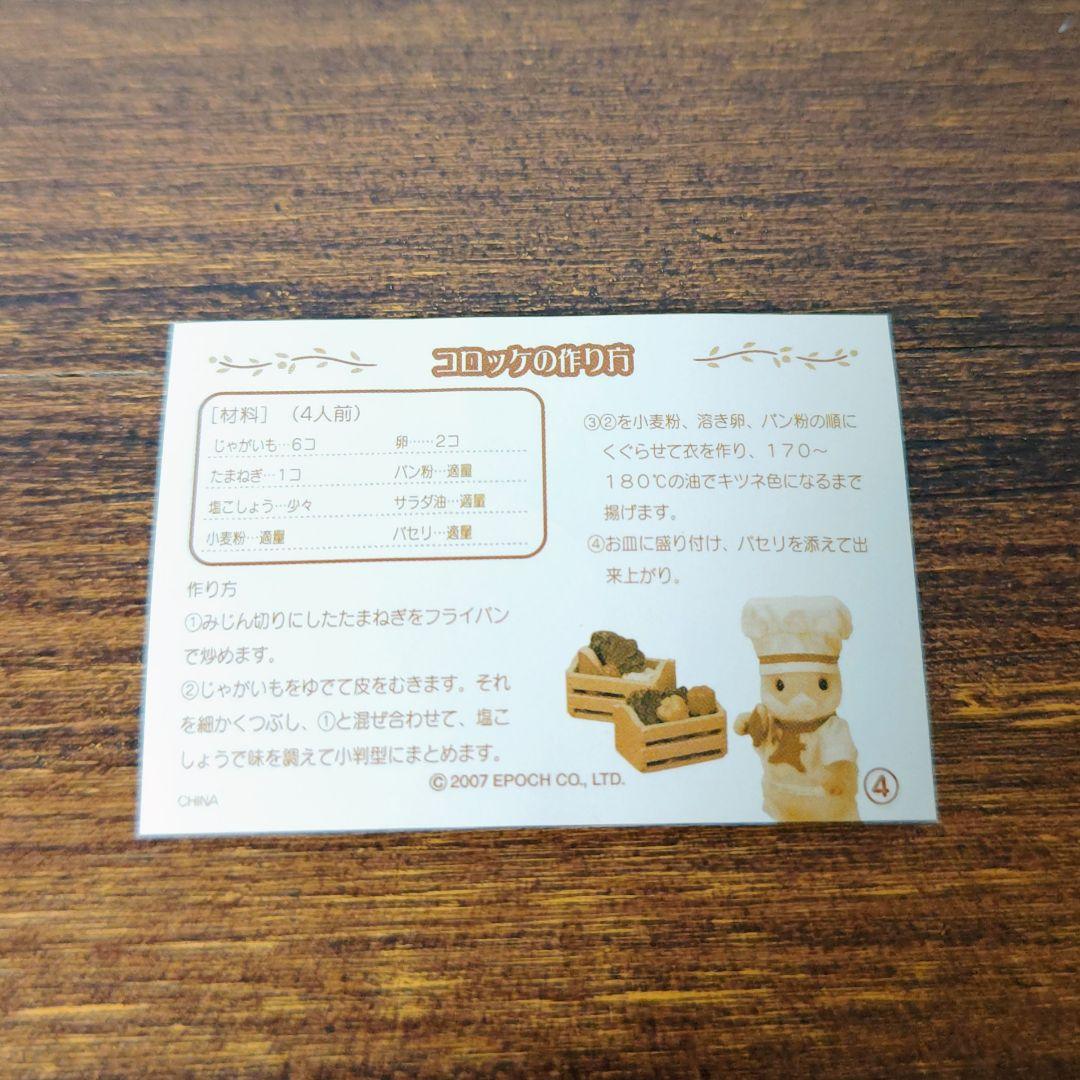 コロッケの作り方
[材料] (4人前)
じゃがいも…6コ
卵……2コ
たまねぎ…1コ
パン粉…適量
塩こしょう…少々
サラダ油…適量
小麦粉…適量
パセリ…適量
作り方
①みじん切りにしたたまねぎをフライパン
で炒めます。
②じゃがいもをゆでて皮をむきます。それ
を細かくつぶし、①と混ぜ合わせて、塩こ
しょうで味を調えて小判型にまとめます。
③②を小麦粉、溶き卵、パン粉の順に
くぐらせて衣を作り、170～
180℃の油でキツネ色になるまで
揚げます。
④お皿に盛り付け、パセリを添えて出
来上がり。
© 2007 EPOCH CO., LTD.
CHINA
④